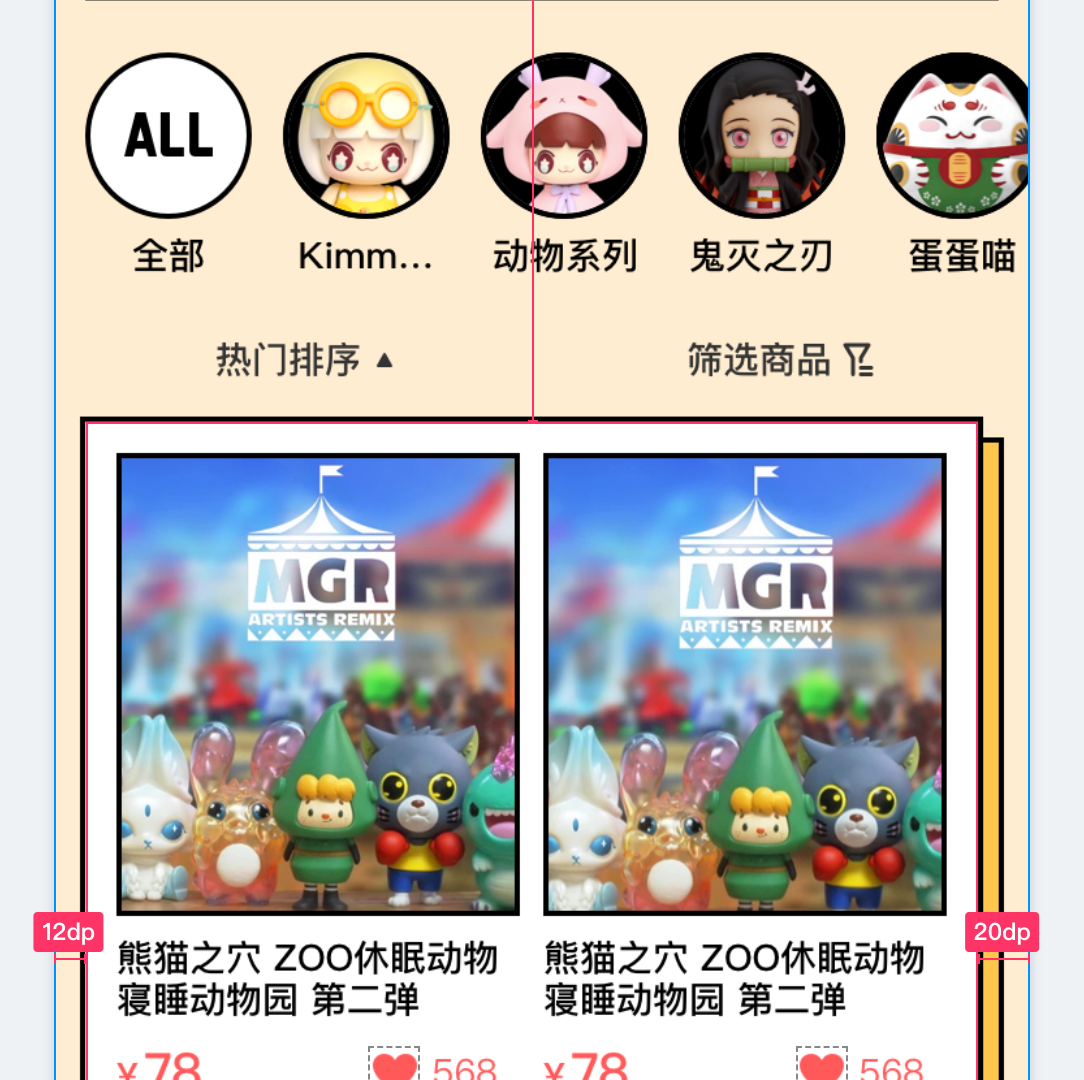 ALL
全部
Kimm...
动物系列
鬼灭之刃
蛋蛋喵
热门排序 ▲
筛选商品
MGR
ARTISTS REMIX
MGR
ARTISTS REMIX
12dp
20dp
熊猫之穴 ZOO休眠动物
寝睡动物园 第二弹
熊猫之穴 ZOO休眠动物
寝睡动物园 第二弹
¥78
568
¥78
568